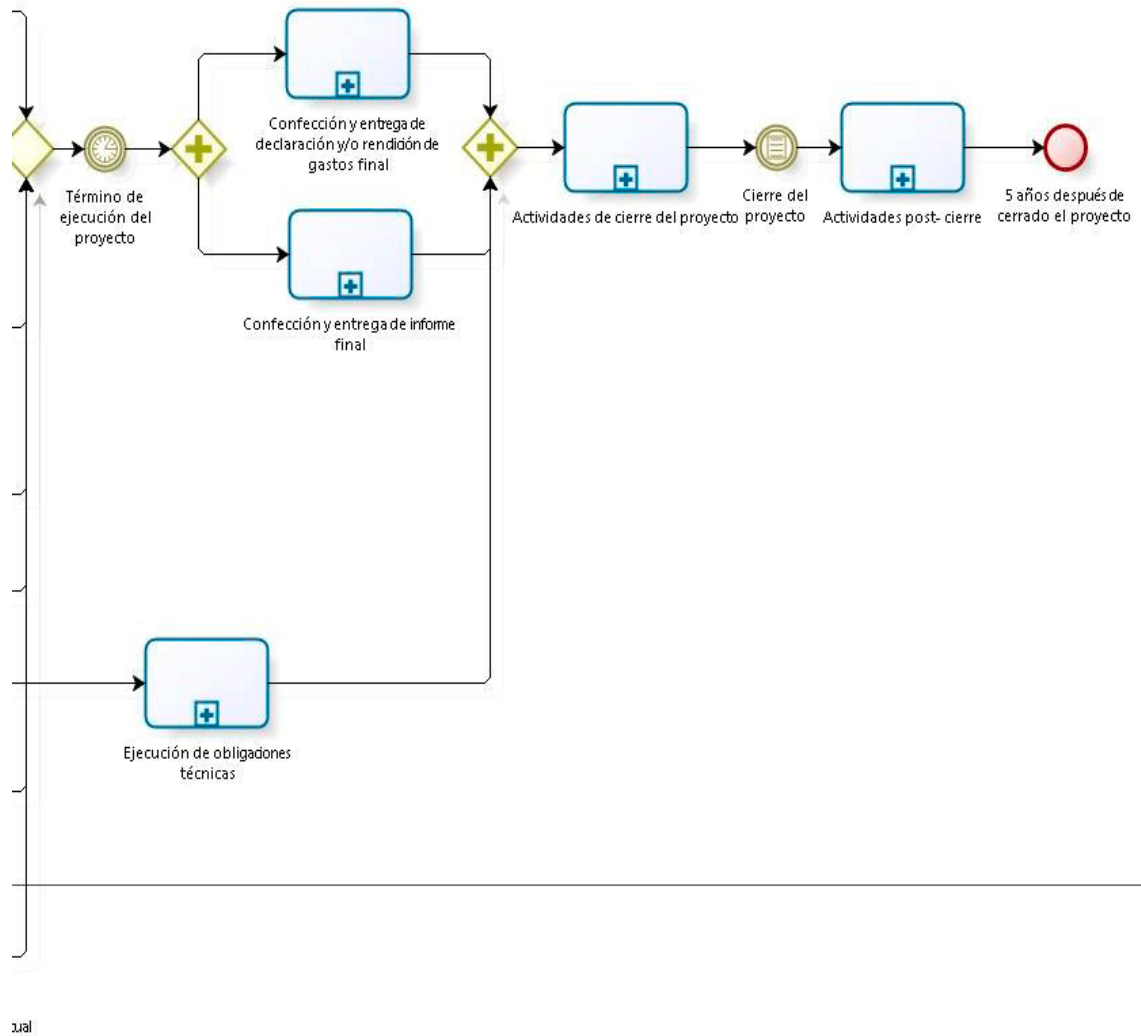 Confección y entrega de
declaración y/o rendición de
gastos final
Término de
ejecución del
proyecto
Actividades de cierre del proyecto
Cierre del
proyecto
Actividades post- cierre
5 años después de
cerrado el proyecto
Confección y entrega de informe
final
Ejecución de obligaciones
técnicas